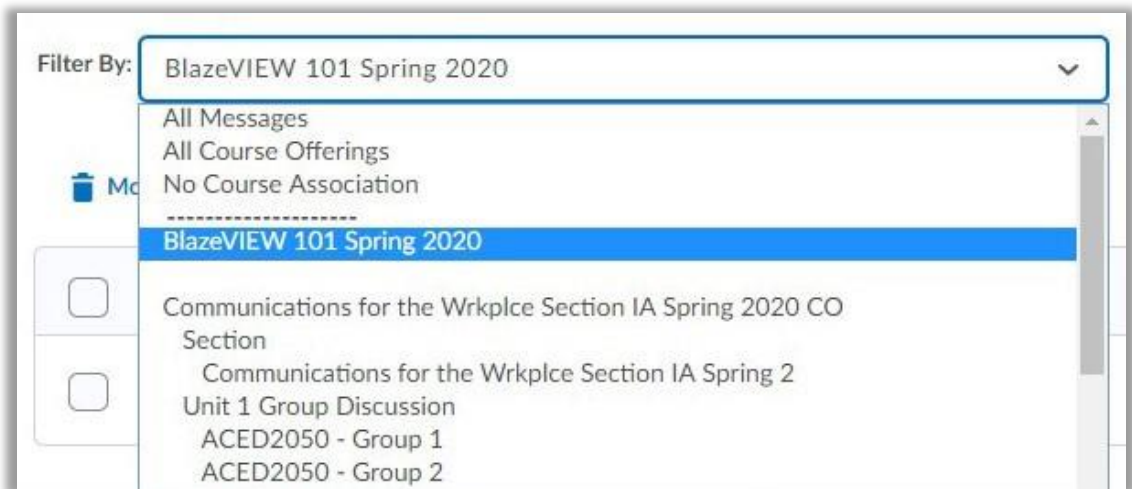 Filter By: BlazeVIEW 101 Spring 2020
All Messages
All Course Offerings
No Course Association
--------------------
BlazeVIEW 101 Spring 2020
Communications for the Wrkplce Section IA Spring 2020 CO
Section
Communications for the Wrkplce Section IA Spring 2
Unit 1 Group Discussion
ACED2050 - Group 1
ACED2050 - Group 2